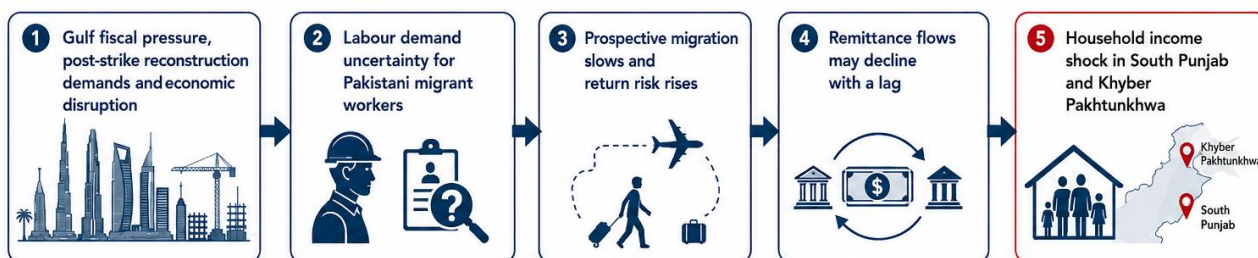 1
Gulf fiscal pressure,
post-strike reconstruction
demands and economic
disruption
2
Labour demand
uncertainty for
Pakistani migrant
workers
?
3
Prospective migration
slows and
return risk rises
4
Remittance flows
may decline
with a lag
$
5
Household income
shock in South Punjab
and Khyber
Pakhtunkhwa
Khyber
Pakhtunkhwa
South
Punjab